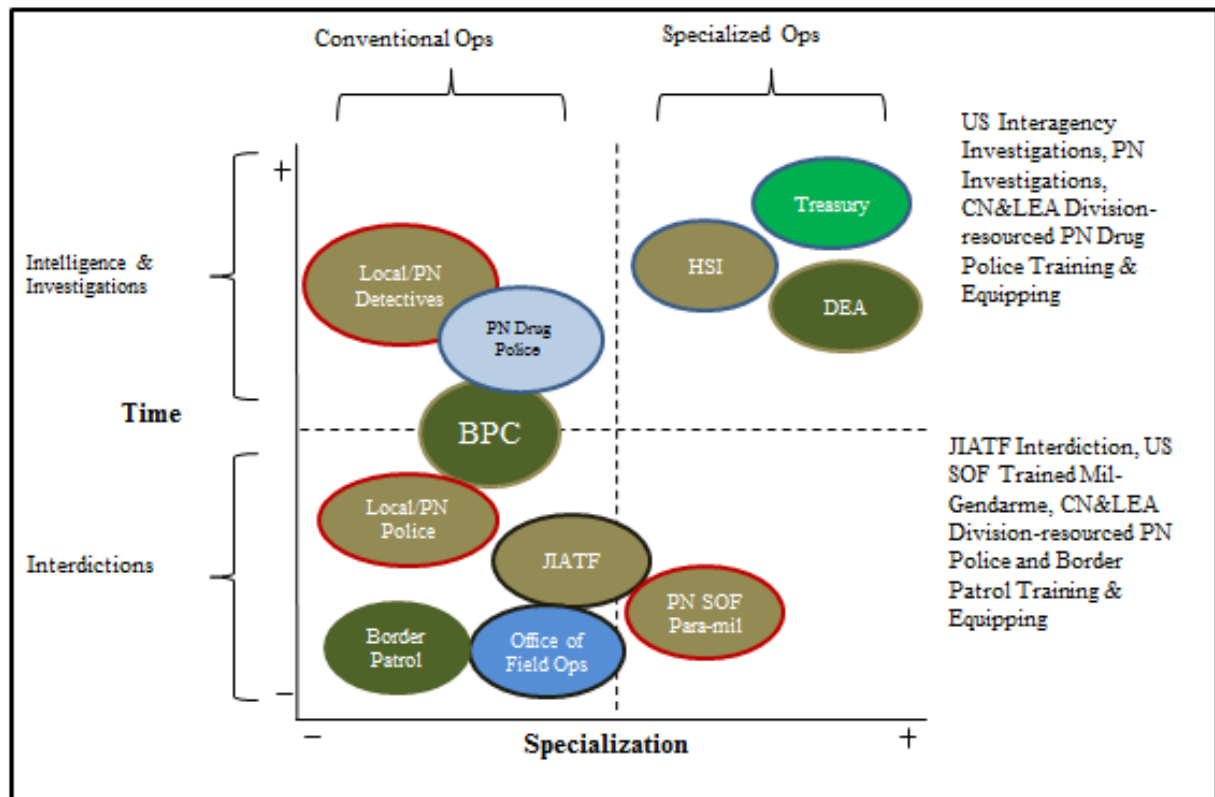 Conventional Ops
Specialized Ops
US Interagency
Investigations, PN
Investigations,
CN&LEA Division-
resourced PN Drug
Police Training &
Equipping
+
Treasury
Intelligence &
Investigations
Local/PN
Detectives
HSI
DEA
PN Drug
Police
Time
BPC
JIATF Interdiction, US
SOF Trained Mil-
Gendarme, CN&LEA
Division-resourced PN
Police and Border
Patrol Training &
Equipping
Local/PN
Police
Interdictions
JIATF
PN SOF
Para-mil
Border
Patrol
Office of
Field Ops
–
–
Specialization
+